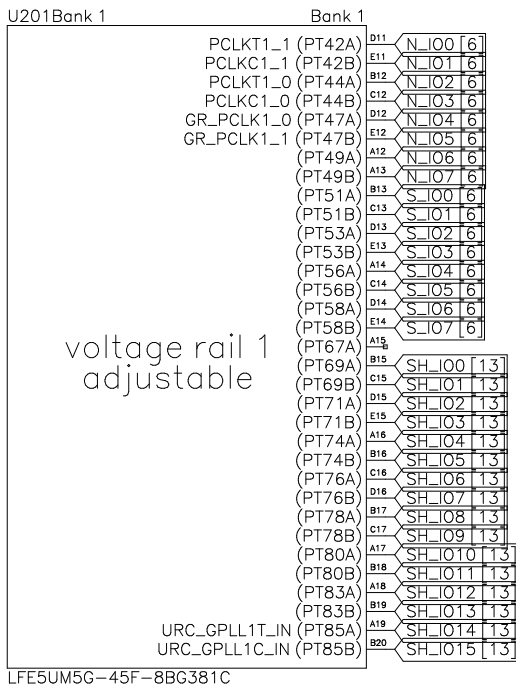 U201Bank 1 Bank 1
PCLKT1_1 (PT42A) D11 N_IO0 [6]
PCLKC1_1 (PT42B) E11 N_IO1 [6]
PCLKT1_0 (PT44A) B12 N_IO2 [6]
PCLKC1_0 (PT44B) C12 N_IO3 [6]
GR_PCLK1_0 (PT47A) D12 N_IO4 [6]
GR_PCLK1_1 (PT47B) E12 N_IO5 [6]
(PT49A) A12 N_IO6 [6]
(PT49B) A13 N_IO7 [6]
(PT51A) B13 S_IO0 [6]
(PT51B) C13 S_IO1 [6]
(PT53A) D13 S_IO2 [6]
(PT53B) E13 S_IO3 [6]
(PT56A) A14 S_IO4 [6]
(PT56B) C14 S_IO5 [6]
(PT58A) D14 S_IO6 [6]
(PT58B) E14 S_IO7 [6]
(PT67A) A15
voltage rail 1
adjustable
(PT69A) B15 SH_IO0 [13]
(PT69B) C15 SH_IO1 [13]
(PT71A) D15 SH_IO2 [13]
(PT71B) E15 SH_IO3 [13]
(PT74A) A16 SH_IO4 [13]
(PT74B) B16 SH_IO5 [13]
(PT76A) C16 SH_IO6 [13]
(PT76B) D16 SH_IO7 [13]
(PT78A) B17 SH_IO8 [13]
(PT78B) C17 SH_IO9 [13]
(PT80A) A17 SH_IO10 [13]
(PT80B) B18 SH_IO11 [13]
(PT83A) A18 SH_IO12 [13]
(PT83B) B19 SH_IO13 [13]
URC_GPLL1T_IN (PT85A) A19 SH_IO14 [13]
URC_GPLL1C_IN (PT85B) B20 SH_IO15 [13]
LFE5UM5G-45F-8BG381C